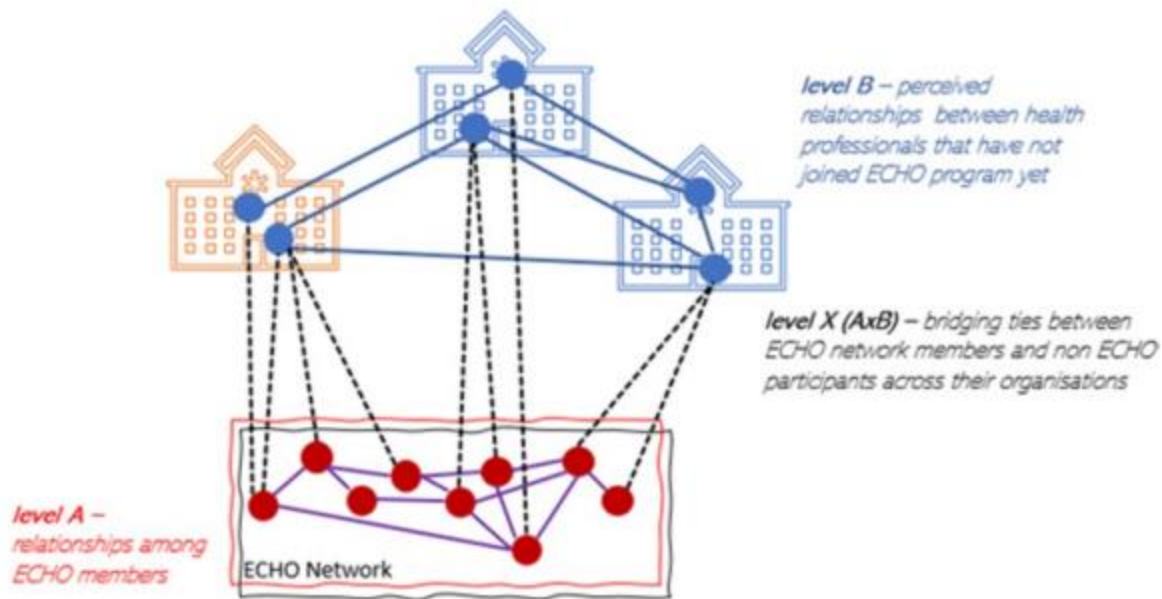 level B – perceived
relationships between health
professionals that have not
joined ECHO program yet
level X (AxB) – bridging ties between
ECHO network members and non ECHO
participants across their organisations
level A –
relationships among
ECHO members
ECHO Network